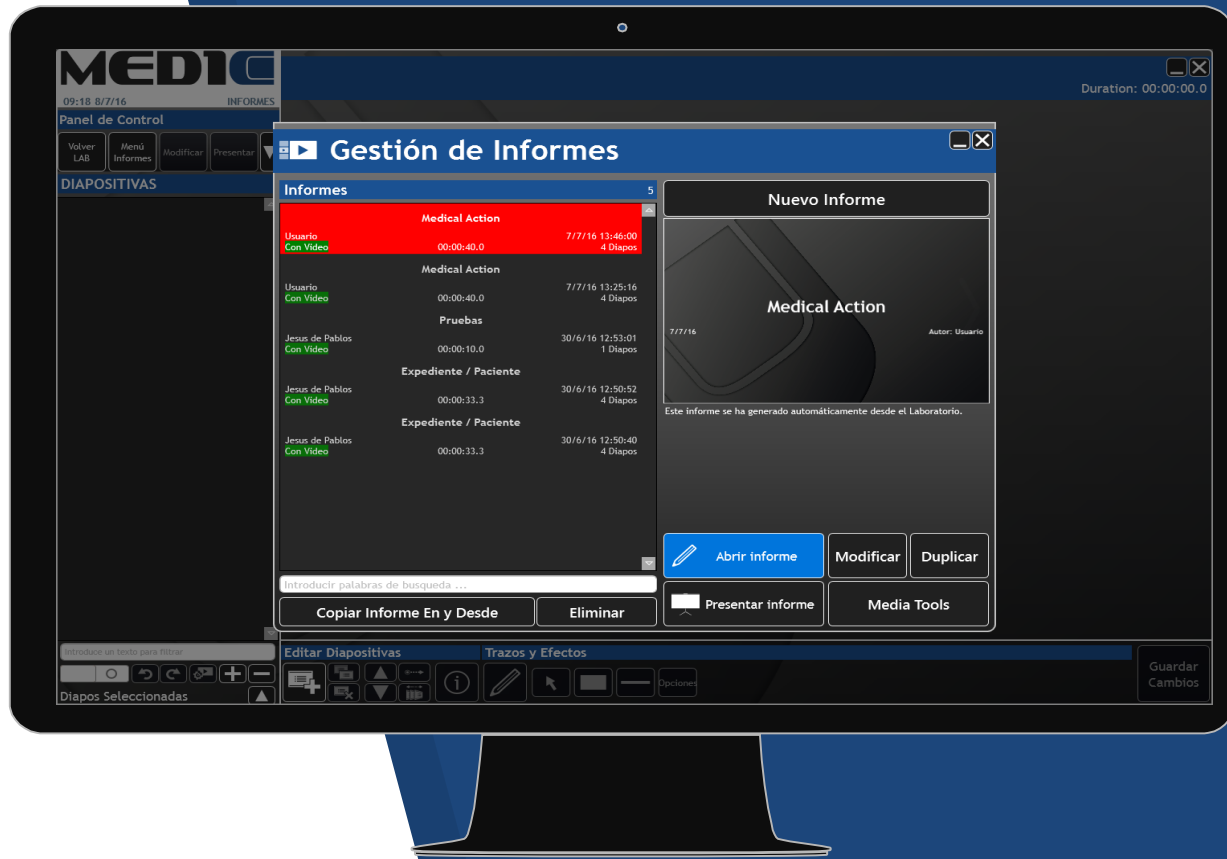 MED1C
09:18 8/7/16 INFORMES
Duration: 00:00:00.0
Panel de Control
Volver LAB
Menú Informes
Modificar
Presentar
DIAPOSITIVAS
Gestión de Informes
Informes 5
Medical Action
Usuario 7/7/16 13:46:00
Con Video 00:00:40.0 4 Diapos
Medical Action
Usuario 7/7/16 13:25:16
Con Video 00:00:40.0 4 Diapos
Pruebas
Jesus de Pablos 30/6/16 12:53:01
Con Video 00:00:10.0 1 Diapos
Expediente / Paciente
Jesus de Pablos 30/6/16 12:50:52
Con Video 00:00:33.3 4 Diapos
Expediente / Paciente
Jesus de Pablos 30/6/16 12:50:40
Con Video 00:00:33.3 4 Diapos
Introducir palabras de busqueda ...
Copiar Informe En y Desde
Eliminar
Nuevo Informe
Medical Action
7/7/16 Autor: Usuario
Este informe se ha generado automáticamente desde el Laboratorio.
Abrir informe
Modificar
Duplicar
Presentar informe
Media Tools
Introduce un texto para filtrar
Diapos Seleccionadas
Editar Diapositivas
Trazos y Efectos
Opciones
Guardar
Cambios